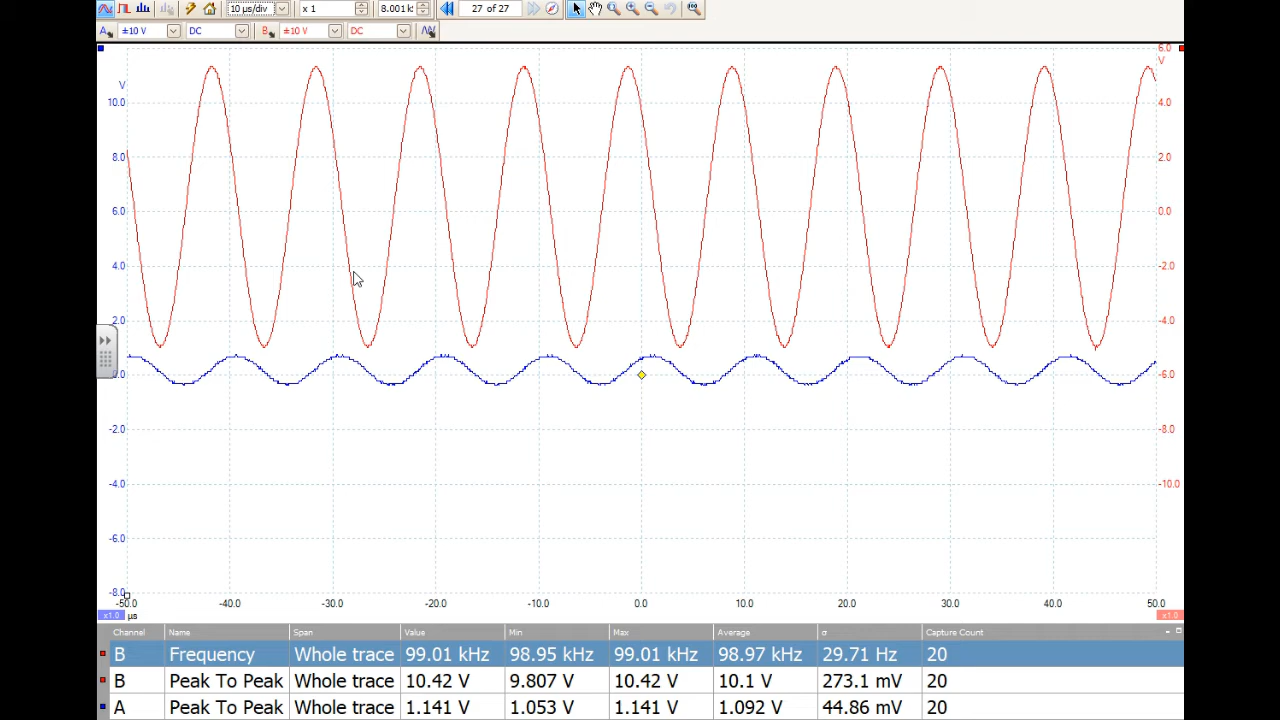 10 µs/div x 1 8.001 k 27 of 27
A ±10 V DC B ±10 V DC
6.0
V V
10.0 4.0
8.0 2.0
6.0 0.0
4.0 -2.0
2.0 -4.0
0.0 -6.0
-2.0 -8.0
-4.0 -10.0
-6.0
-8.0
-50.0 -40.0 -30.0 -20.0 -10.0 0.0 10.0 20.0 30.0 40.0 50.0
x1.0 µs x1.0
Channel Name Span Value Min Max Average σ Capture Count
B Frequency Whole trace 99.01 kHz 98.95 kHz 99.01 kHz 98.97 kHz 29.71 Hz 20
B Peak To Peak Whole trace 10.42 V 9.807 V 10.42 V 10.1 V 273.1 mV 20
A Peak To Peak Whole trace 1.141 V 1.053 V 1.141 V 1.092 V 44.86 mV 20